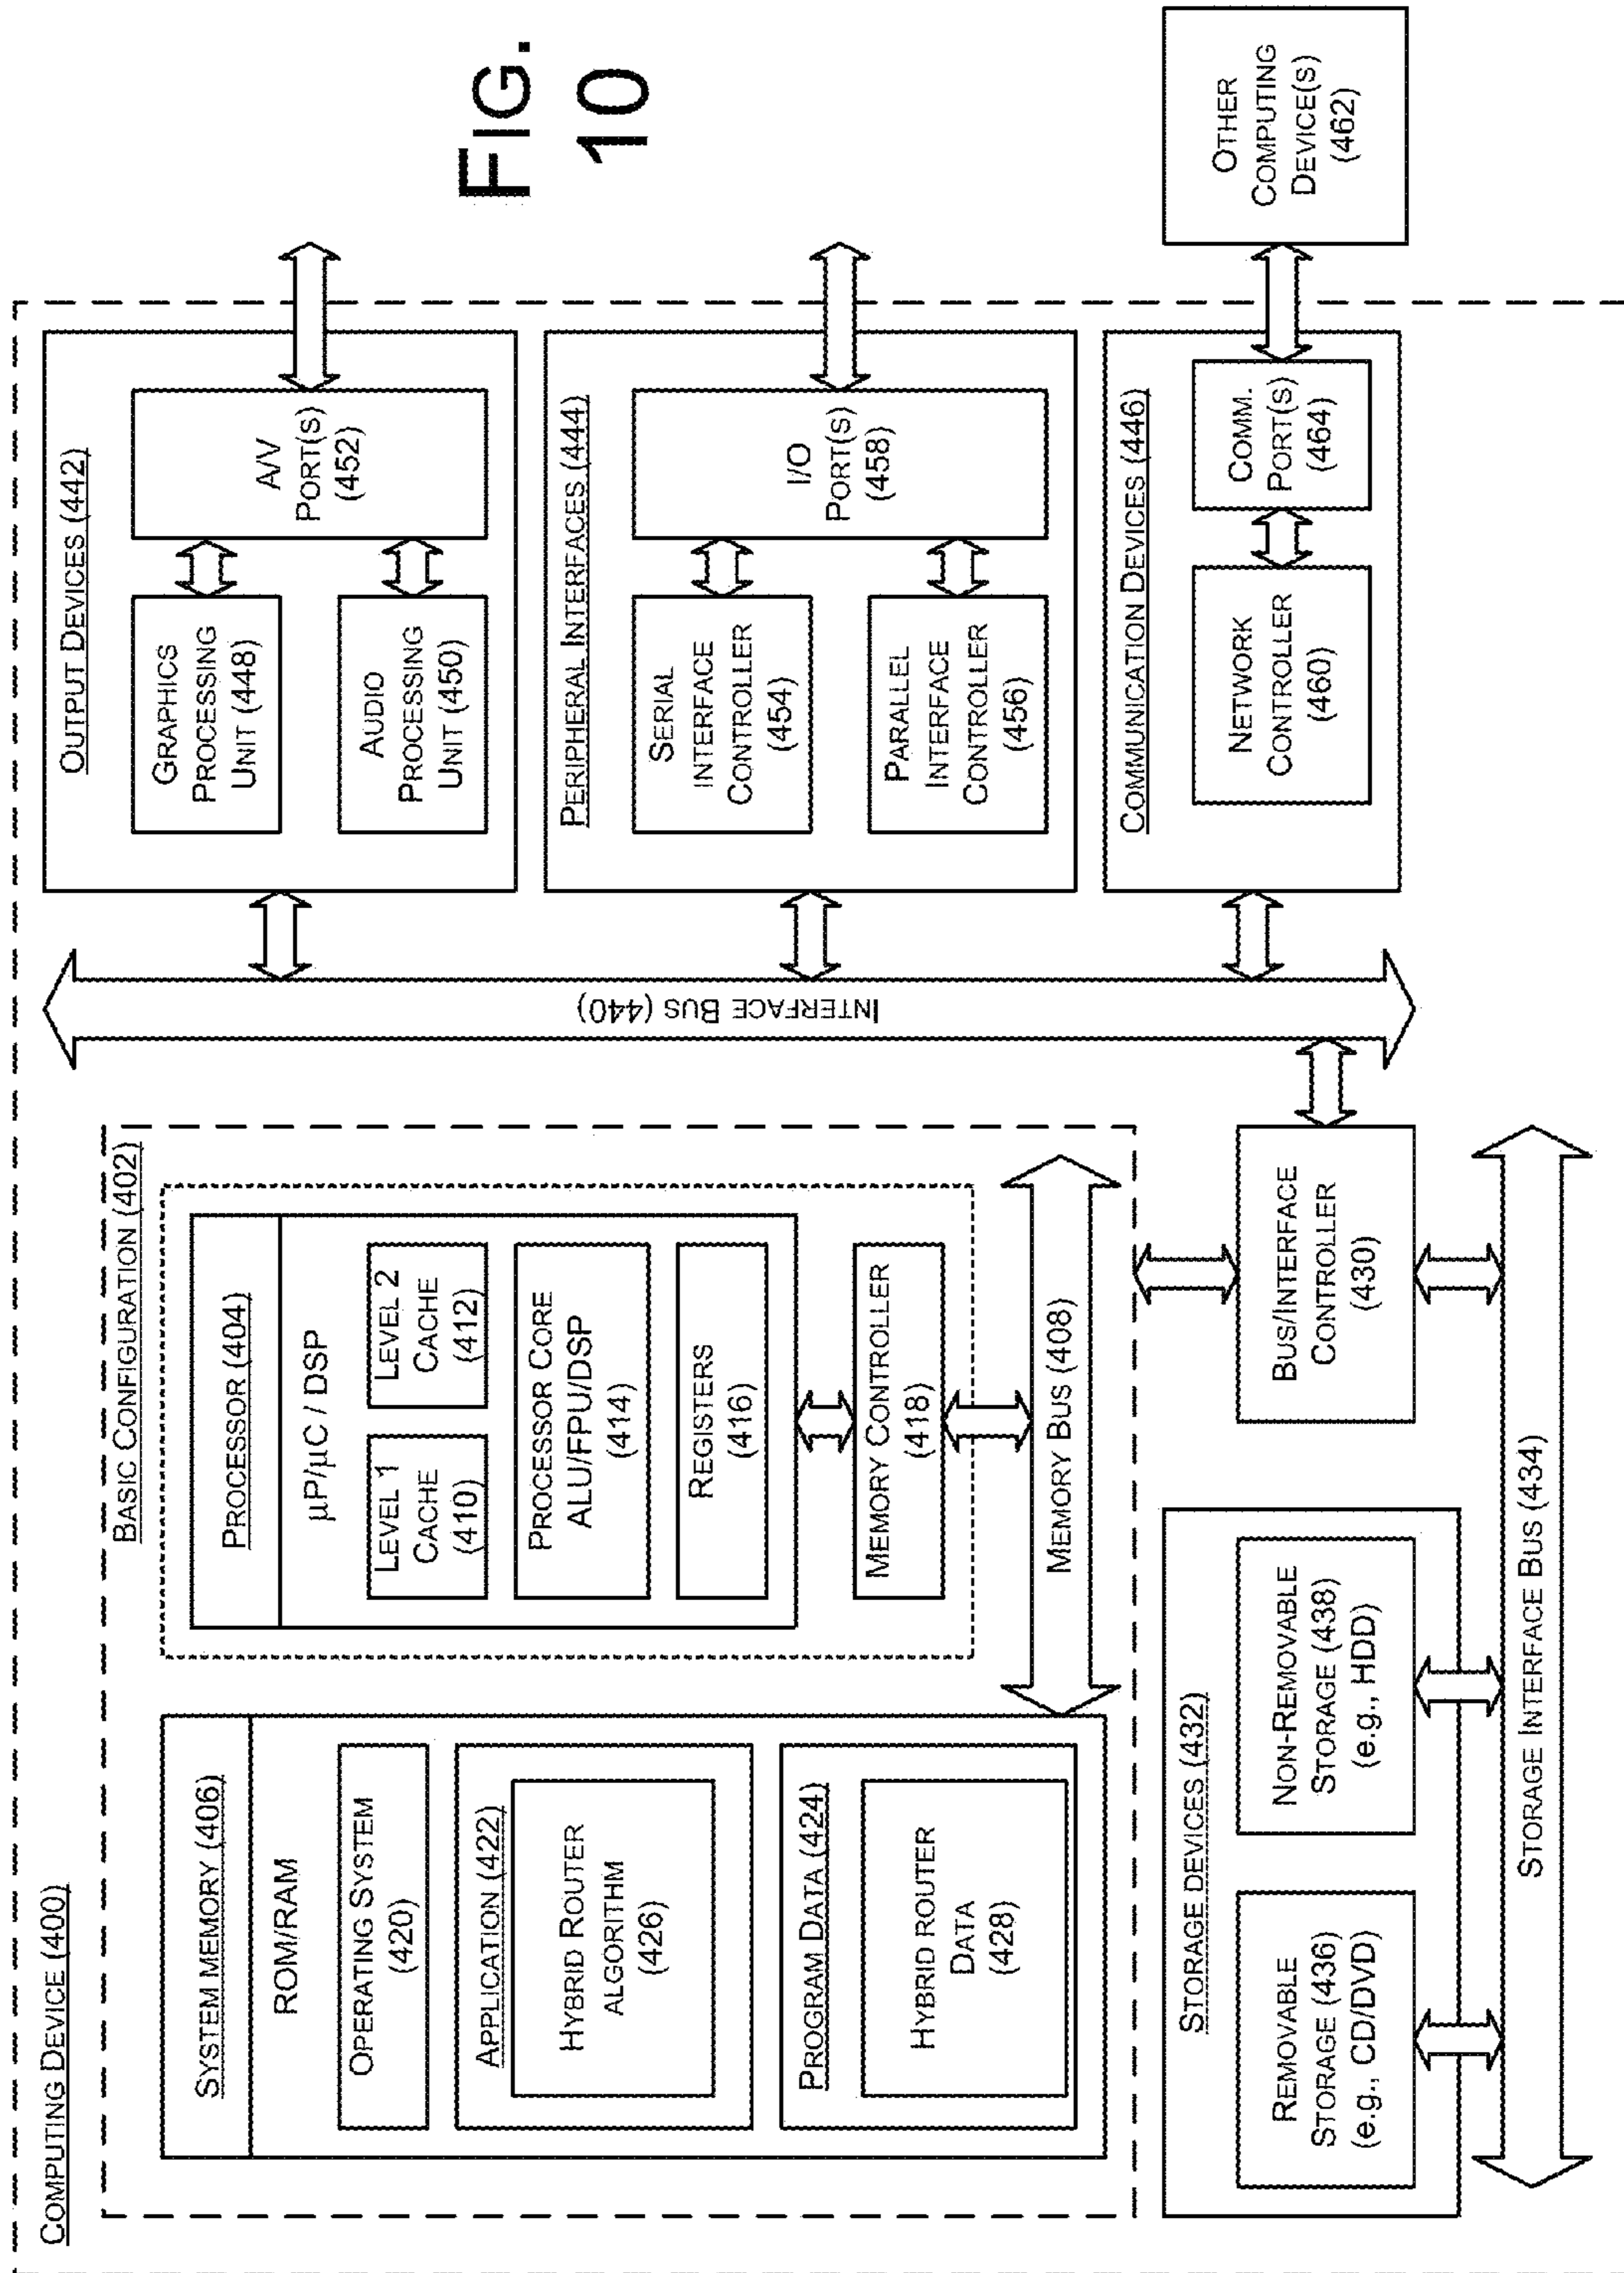 COMPUTING DEVICE (400)
BASIC CONFIGURATION (402)
SYSTEM MEMORY (406)
ROM/RAM
OPERATING SYSTEM
(420)
APPLICATION (422)
HYBRID ROUTER
ALGORITHM
(426)
PROGRAM DATA (424)
HYBRID ROUTER
DATA
(428)
PROCESSOR (404)
µP/µC / DSP
LEVEL 1
CACHE
(410)
LEVEL 2
CACHE
(412)
PROCESSOR CORE
ALU/FPU/DSP
(414)
REGISTERS
(416)
MEMORY CONTROLLER
(418)
MEMORY BUS (408)
STORAGE DEVICES (432)
REMOVABLE
STORAGE (436)
(e.g., CD/DVD)
NON-REMOVABLE
STORAGE (438)
(e.g., HDD)
BUS/INTERFACE
CONTROLLER
(430)
STORAGE INTERFACE BUS (434)
INTERFACE BUS (440)
OUTPUT DEVICES (442)
GRAPHICS
PROCESSING
UNIT (448)
AUDIO
PROCESSING
UNIT (450)
A/V
PORT(S)
(452)
PERIPHERAL INTERFACES (444)
SERIAL
INTERFACE
CONTROLLER
(454)
PARALLEL
INTERFACE
CONTROLLER
(456)
I/O
PORT(S)
(458)
COMMUNICATION DEVICES (446)
NETWORK
CONTROLLER
(460)
COMM.
PORT(S)
(464)
OTHER
COMPUTING
DEVICE(S)
(462)
FIG.
10